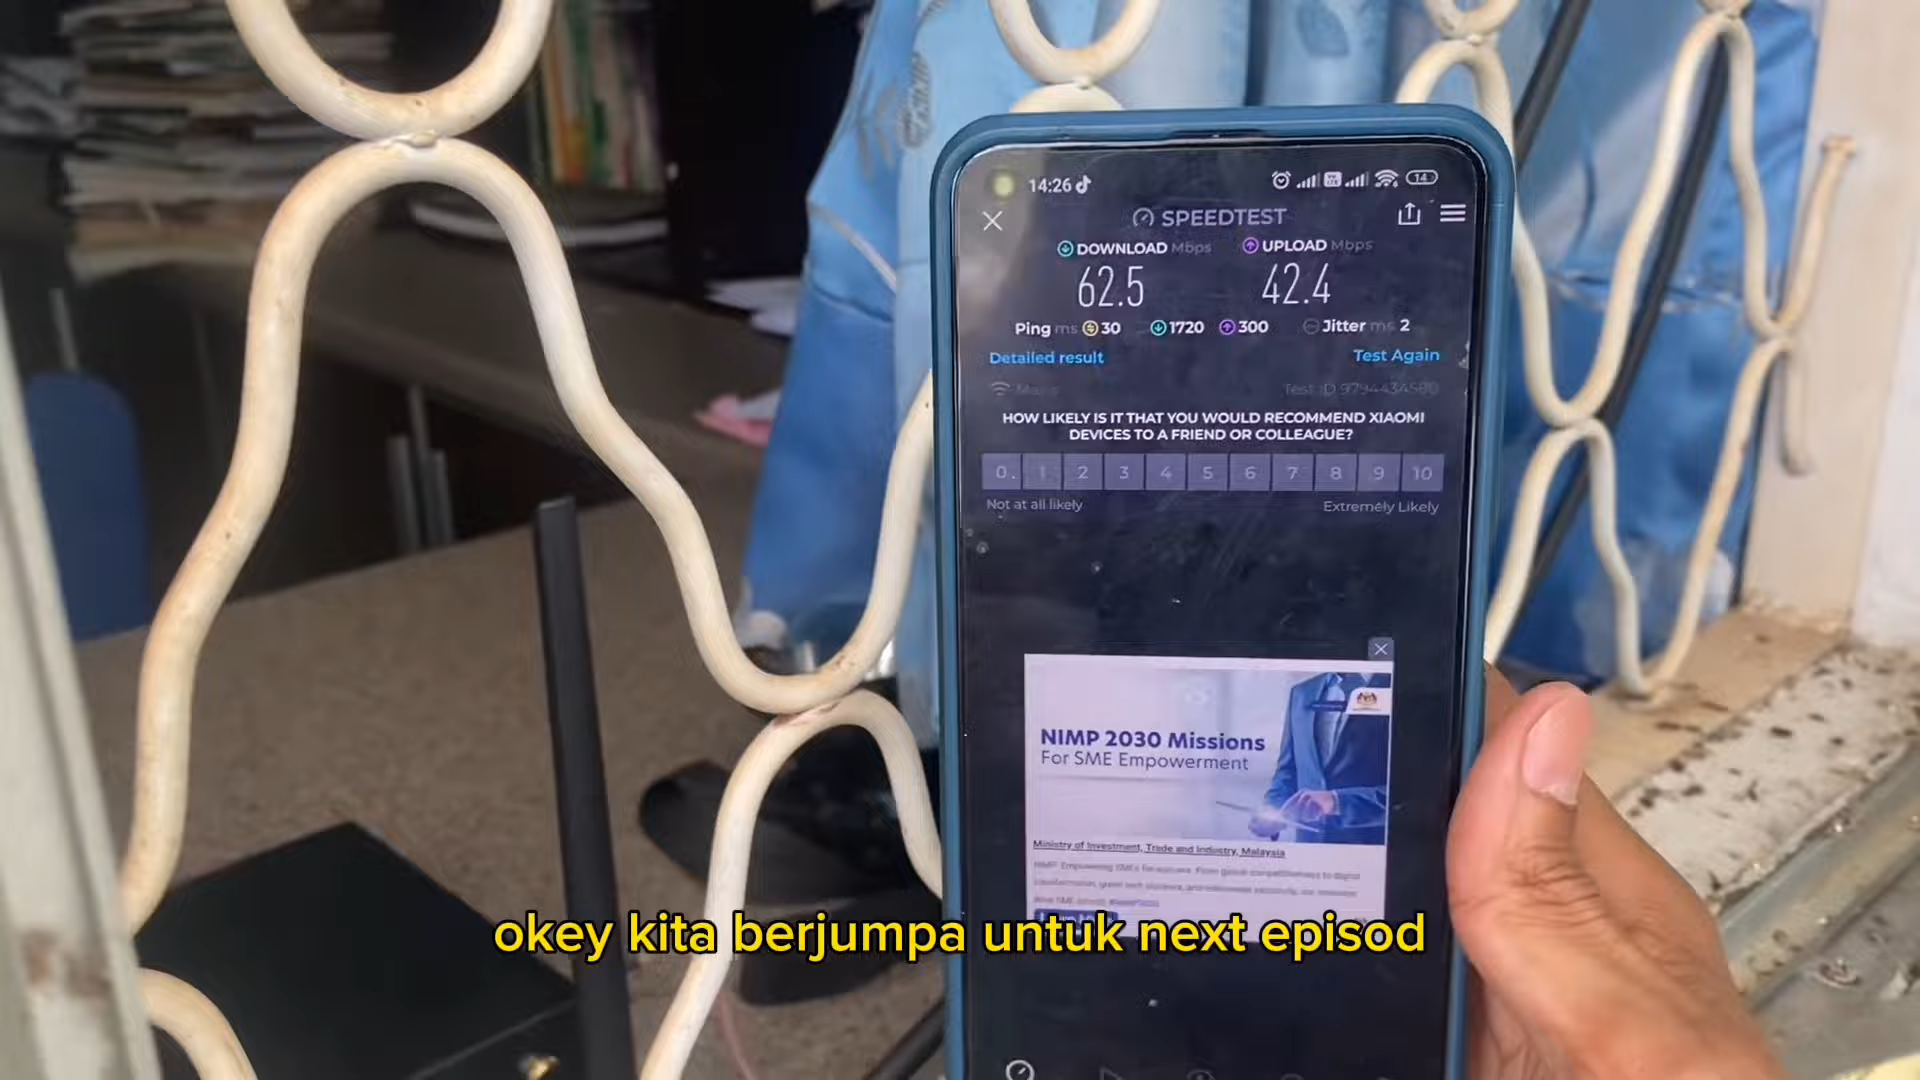 14:26
14
SPEEDTEST
DOWNLOAD Mbps
UPLOAD Mbps
62.5
42.4
Ping ms 30 1720 300 Jitter ms 2
Detailed result
Test Again
HOW LIKELY IS IT THAT YOU WOULD RECOMMEND XIAOMI
DEVICES TO A FRIEND OR COLLEAGUE?
0 1 2 3 4 5 6 7 8 9 10
Not at all likely
Extremely Likely
NIMP 2030 Missions
For SME Empowerment
Ministry of Investment, Trade and Industry, Malaysia
okey kita berjumpa untuk next episod